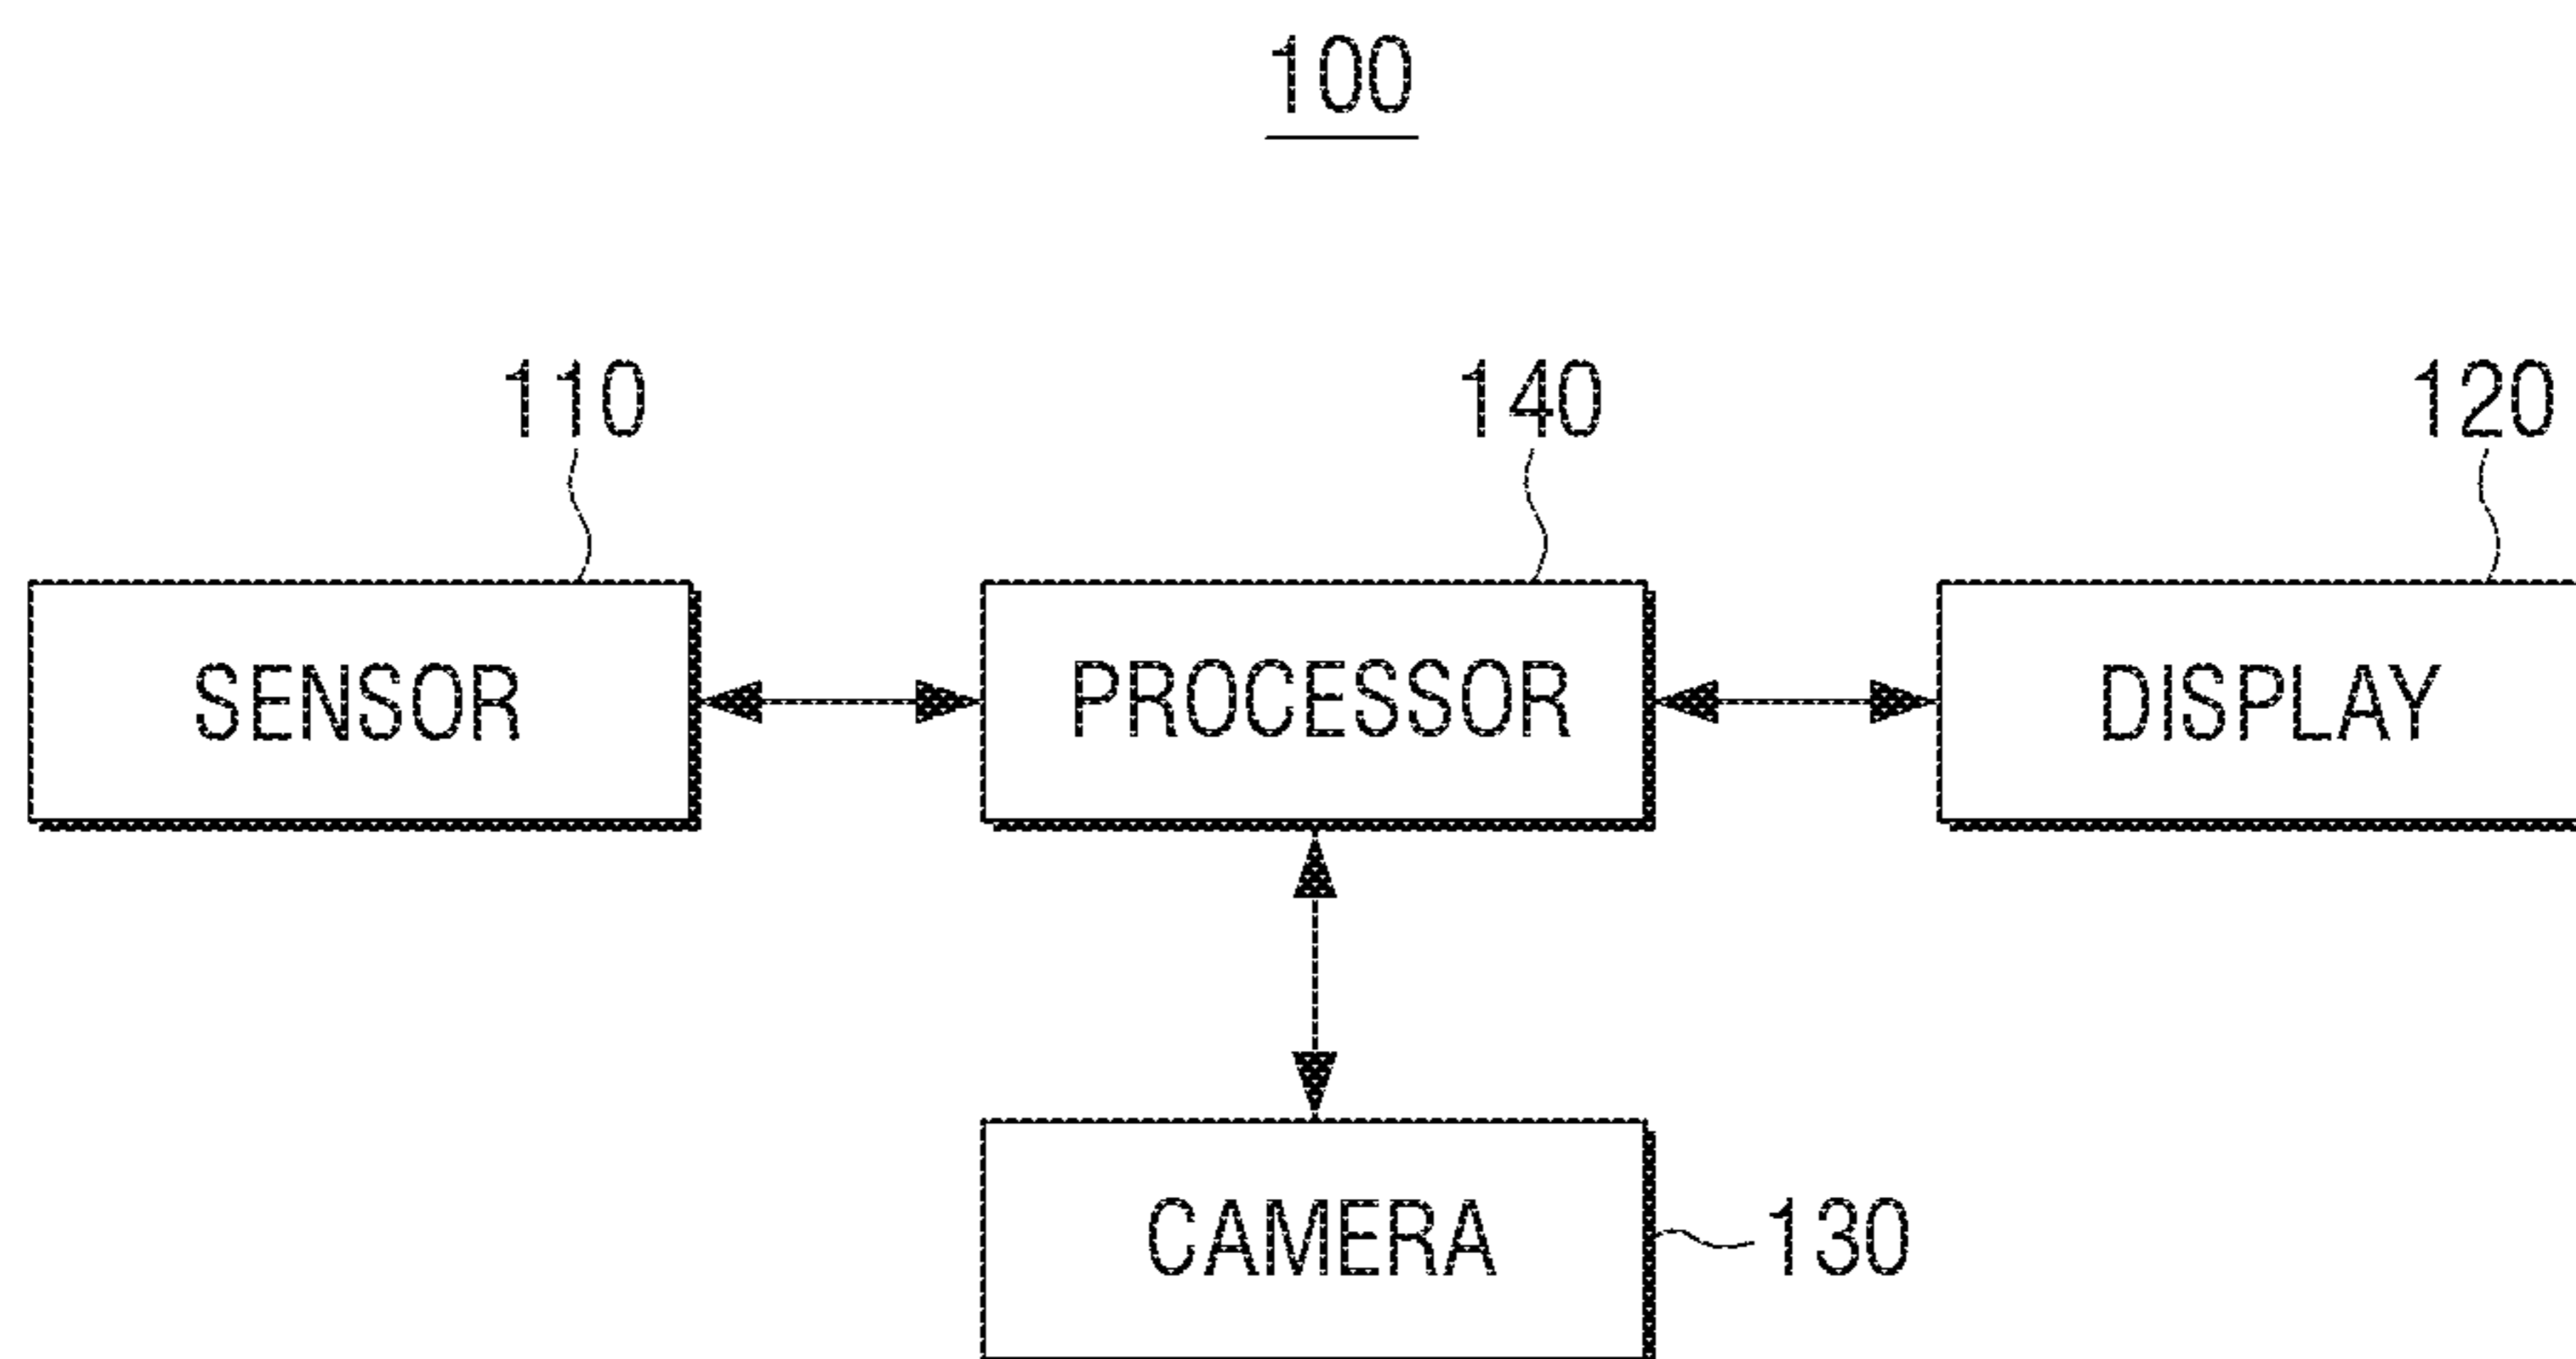 100
110
140
120
SENSOR
PROCESSOR
DISPLAY
CAMERA
130